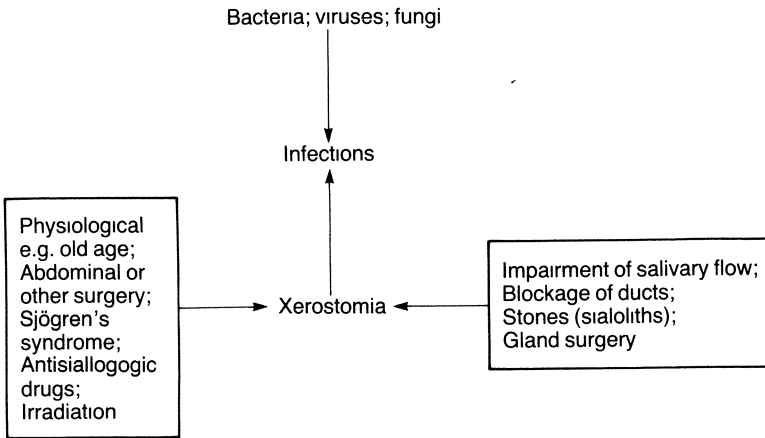 Bacteria; viruses; fungi
Infections
Physiological
e.g. old age;
Abdominal or
other surgery;
Sjögren's
syndrome;
Antisiallogogic
drugs;
Irradiation
Xerostomia
Impairment of salivary flow;
Blockage of ducts;
Stones (sialoliths);
Gland surgery